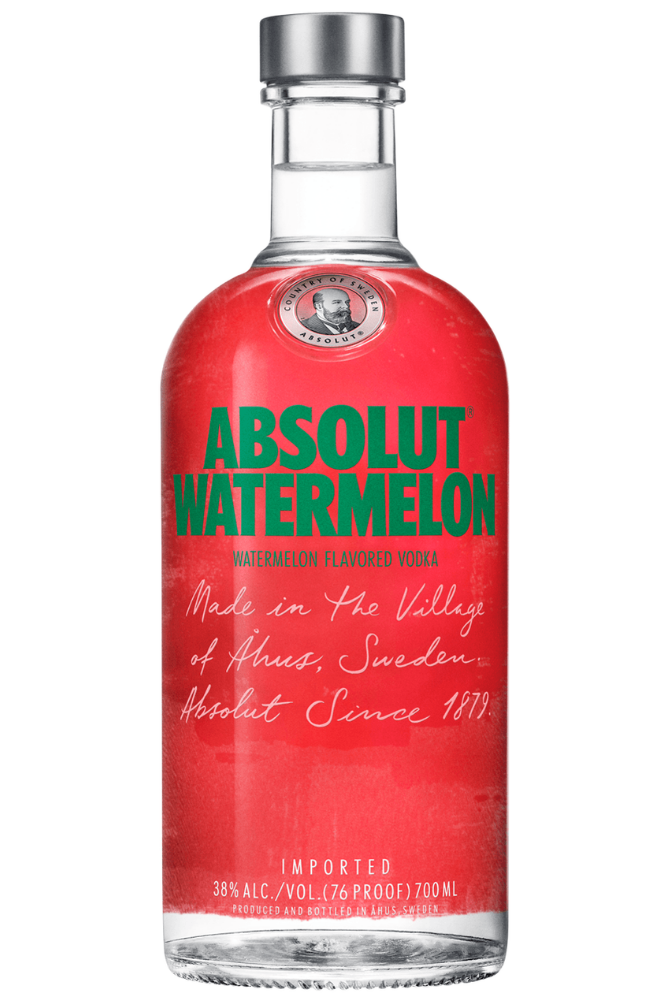 COUNTRY OF SWEDEN
ABSOLUT®
ABSOLUT®
WATERMELON
WATERMELON FLAVORED VODKA
Made in the Village
of Åhus, Sweden.
Absolut Since 1879.
IMPORTED
38% ALC./VOL.(76 PROOF) 700ML
PRODUCED AND BOTTLED IN ÅHUS, SWEDEN